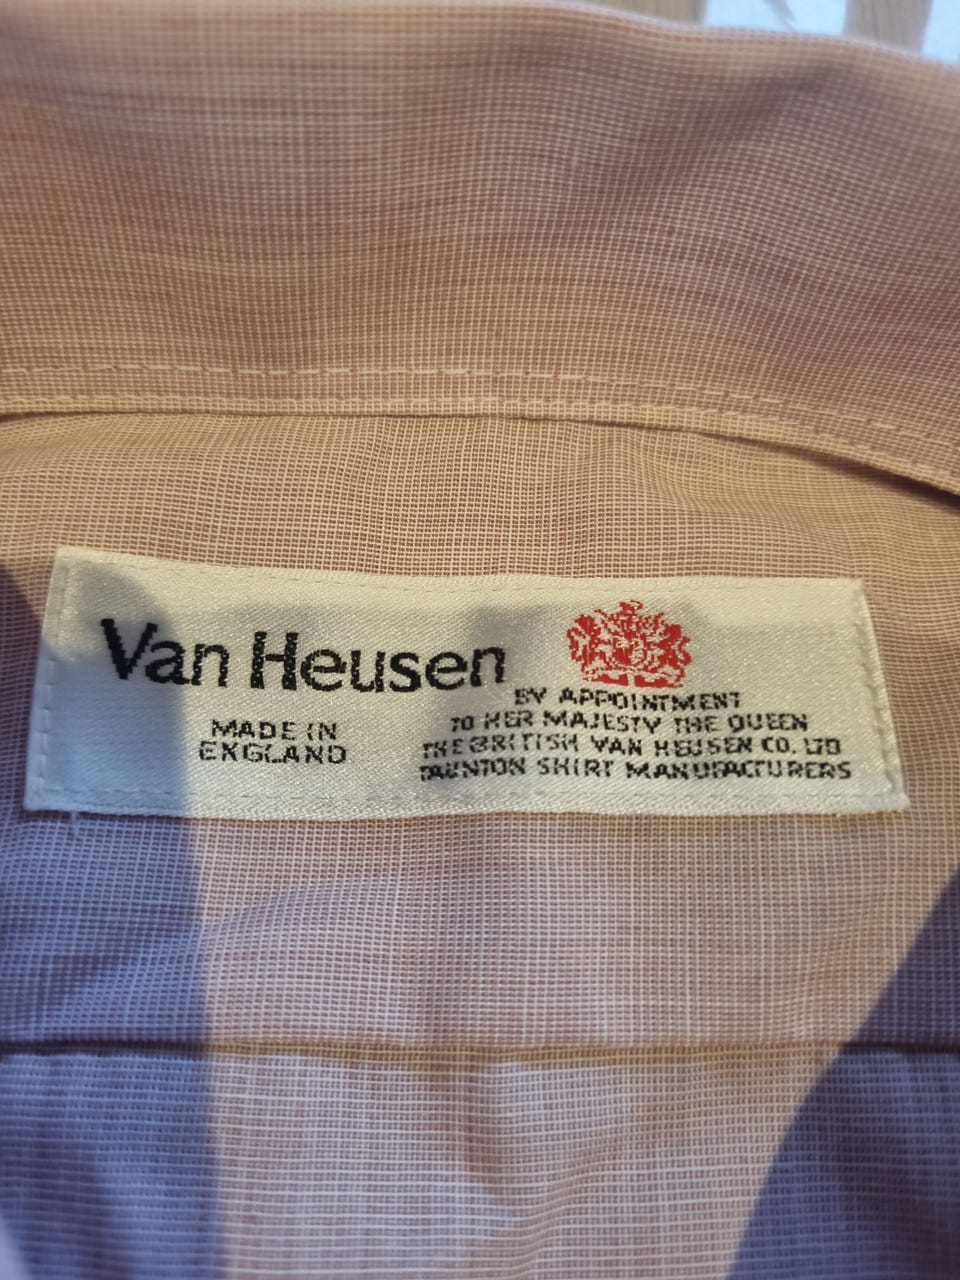 Van Heusen
MADE IN
ENGLAND
BY APPOINTMENT
TO HER MAJESTY THE QUEEN
THE BRITISH VAN HEUSEN CO. LTD
TAUNTON SHIRT MANUFACTURERS